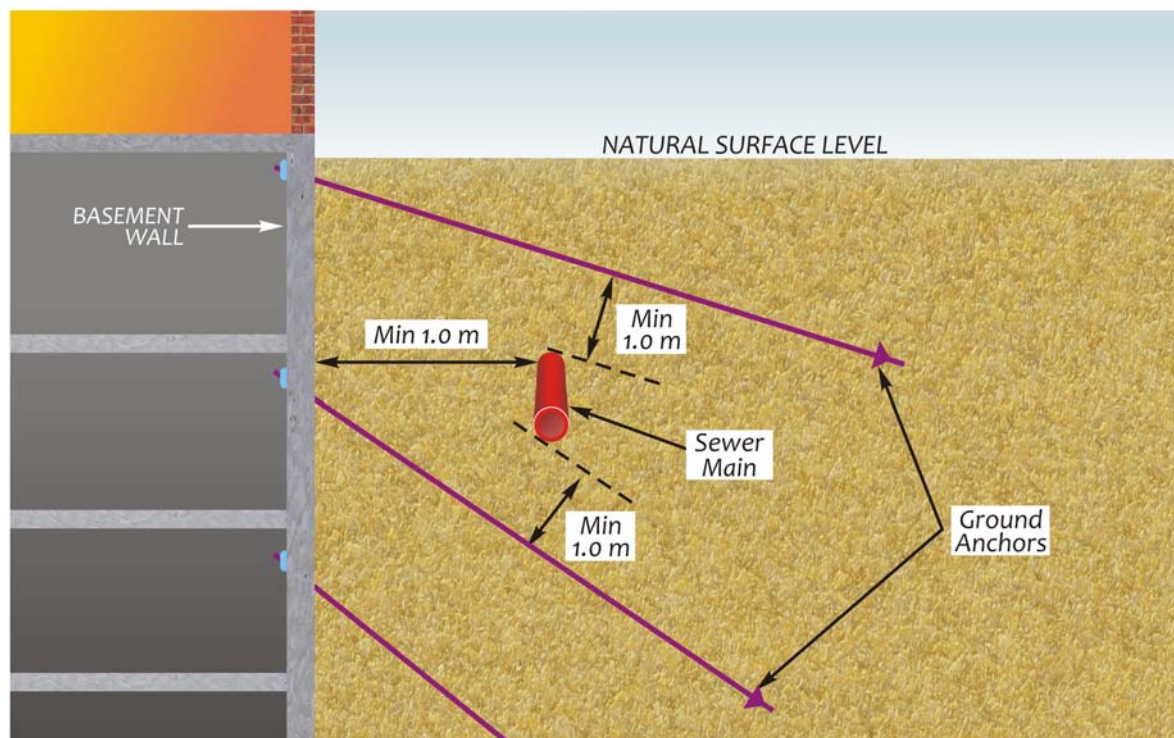 NATURAL SURFACE LEVEL
BASEMENT
WALL
Min 1.0 m
Min
1.0 m
Sewer
Main
Min
1.0 m
Ground
Anchors